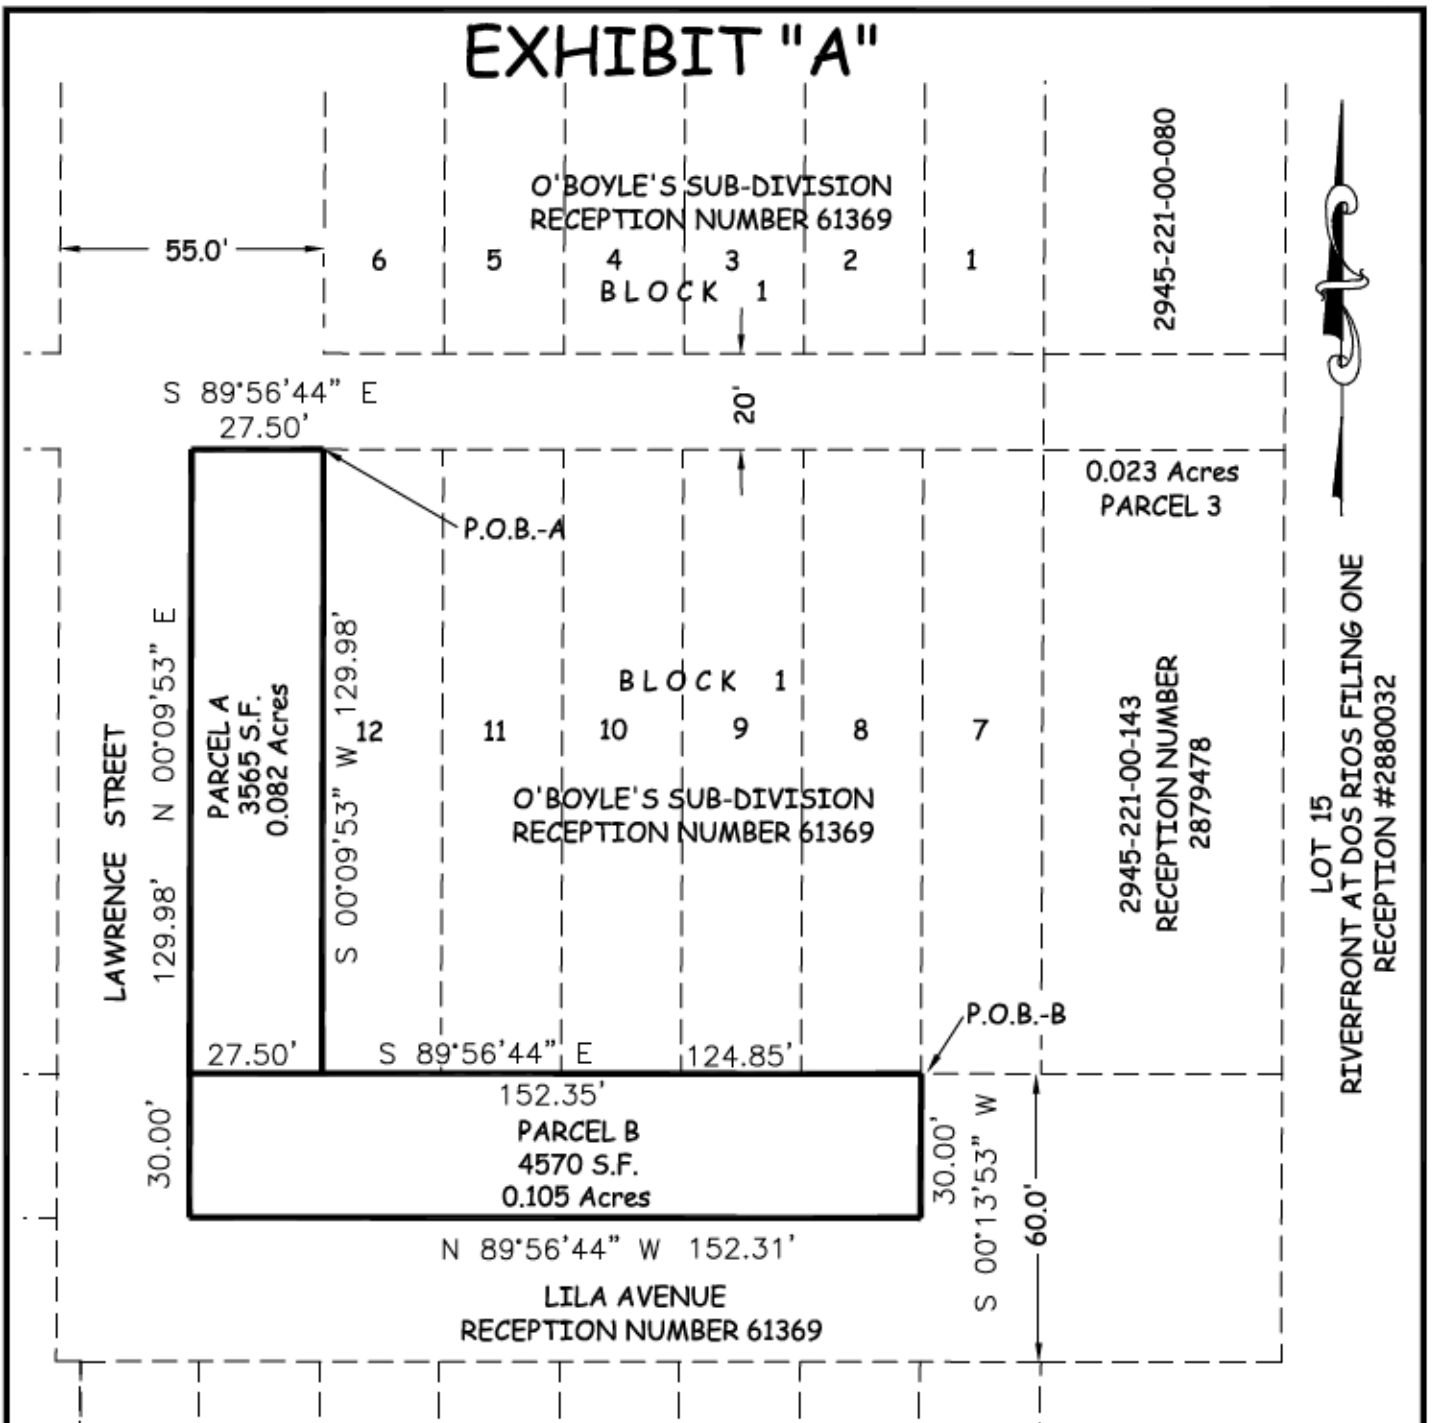 EXHIBIT "A"
O'BOYLE'S SUB-DIVISION
RECEPTION NUMBER 61369
55.0'
6 5 4 3 2 1
BLOCK 1
2945-221-00-080
S 89°56'44" E
27.50'
20'
0.023 Acres
PARCEL 3
P.O.B.-A
LAWRENCE STREET
129.98' N 00°09'53" E
PARCEL A
3565 S.F.
0.082 Acres
S 00°09'53" W 129.98'
BLOCK 1
12 11 10 9 8 7
O'BOYLE'S SUB-DIVISION
RECEPTION NUMBER 61369
2945-221-00-143
RECEPTION NUMBER
2879478
LOT 15
RIVERFRONT AT DOS RIOS FILING ONE
RECEPTION #2880032
P.O.B.-B
27.50' S 89°56'44" E 124.85'
152.35'
PARCEL B
4570 S.F.
0.105 Acres
30.00'
30.00'
S 00°13'53" W
60.0'
N 89°56'44" W 152.31'
LILA AVENUE
RECEPTION NUMBER 61369